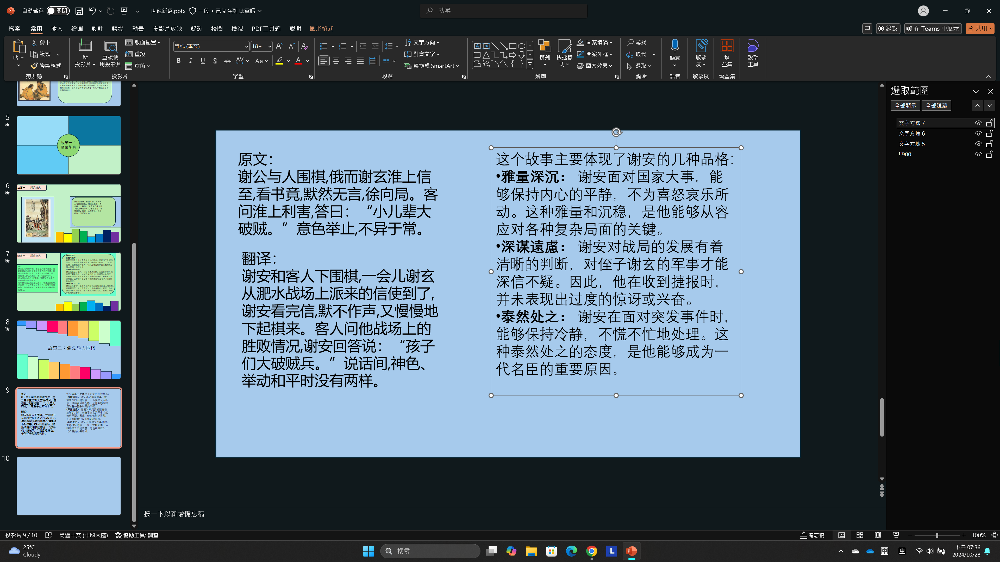 自動儲存 關閉 世说新语.pptx 一般 • 已儲存到 此電腦 搜尋
檔案 常用 插入 繪圖 設計 轉場 動畫 投影片放映 錄製 校閱 檢視 PDF工具箱 說明 圖形格式 錄製 在 Teams 中展示 共用
貼上 剪下 複製 複製格式 剪貼簿
新投影片 重複使用投影片 版面配置 重設 章節 投影片
等线 (本文) 18+ 字型
文字方向 對齊文字 轉換成 SmartArt 段落
排列 快速樣式 圖案填滿 圖案外框 圖案效果 繪圖
尋找 取代 選取 編輯
聽寫 語音 敏感度 敏感度 增益集 增益集 設計工具
5
故事一：
顾荣施炙
6
故事一——顾荣施炙
7
故事一——顾荣施炙
8
故事二：谢公与人围棋
9
10
原文：
谢公与人围棋,俄而谢玄淮上信
至,看书竟,默然无言,徐向局。客
问淮上利害,答曰：“小儿辈大
破贼。”意色举止,不异于常。
翻译：
谢安和客人下围棋,一会儿谢玄
从淝水战场上派来的信使到了,
谢安看完信,默不作声,又慢慢地
下起棋来。客人问他战场上的
胜败情况,谢安回答说：“孩子
们大破贼兵。”说话间,神色、
举动和平时没有两样。
这个故事主要体现了谢安的几种品格：
•雅量深沉： 谢安面对国家大事，能
够保持内心的平静，不为喜怒哀乐所
动。这种雅量和沉稳，是他能够从容
应对各种复杂局面的关键。
•深谋遠慮： 谢安对战局的发展有着
清晰的判断，对侄子谢玄的军事才能
深信不疑。因此，他在收到捷报时，
并未表现出过度的惊讶或兴奋。
•泰然处之： 谢安在面对突发事件时，
能够保持冷静，不慌不忙地处理。这
种泰然处之的态度，是他能够成为一
代名臣的重要原因。
選取範圍
全部顯示 全部隱藏
文字方塊 7
文字方塊 6
文字方塊 5
!!900
按一下以新增備忘稿
投影片 9 / 10 簡體中文 (中國大陸) 協助工具: 調查 備忘稿 100%
25°C
Cloudy
搜尋
下午 07:36
2024/10/28